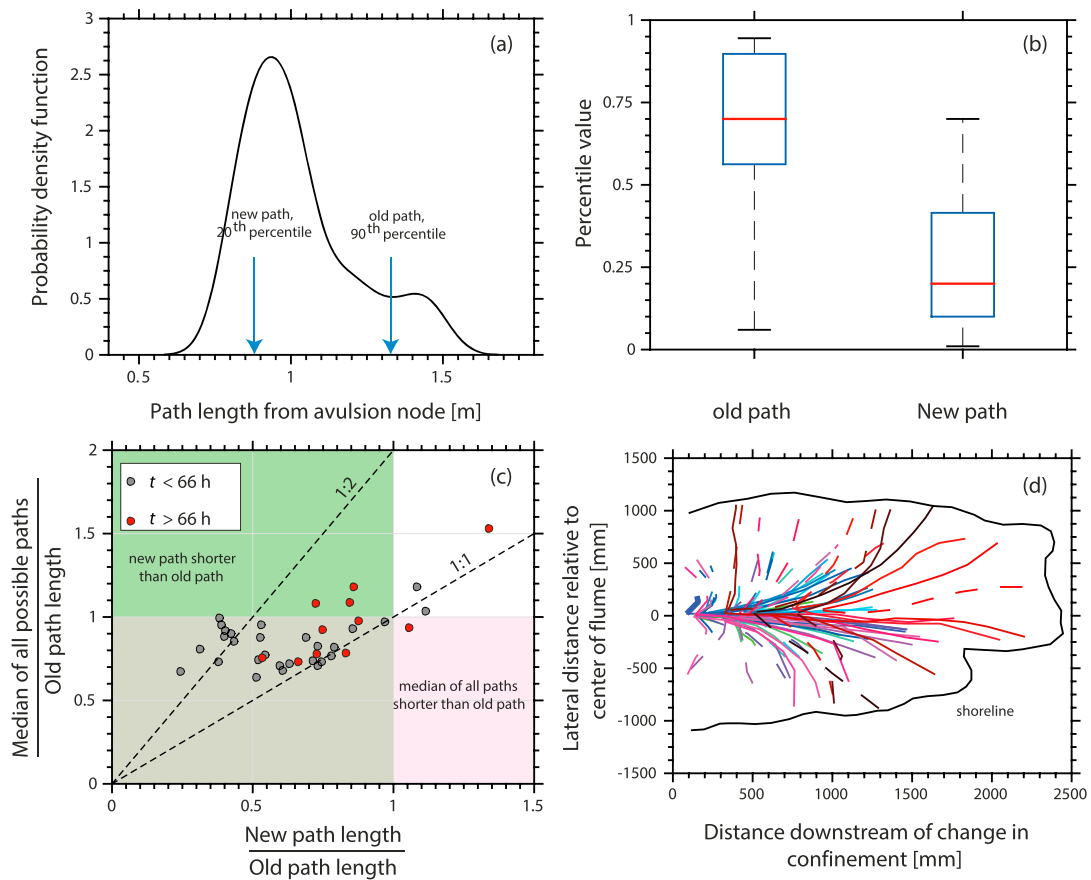 (a)
Probability density function
3
2.5
2
1.5
1
0.5
0
new path,
20th percentile
old path,
90th percentile
0.5
1
1.5
Path length from avulsion node [m]
(b)
Percentile value
1
0.75
0.5
0.25
0
old path
New path
(c)
Median of all possible paths
Old path length
2
1.5
1
0.5
0
t < 66 h
t > 66 h
new path shorter
than old path
1:2
1:1
median of all paths
shorter than old path
0
0.5
1
1.5
New path length
Old path length
(d)
Lateral distance relative to
center of flume [mm]
1500
1000
500
0
-500
-1000
-1500
shoreline
0
500
1000
1500
2000
2500
Distance downstream of change in
confinement [mm]